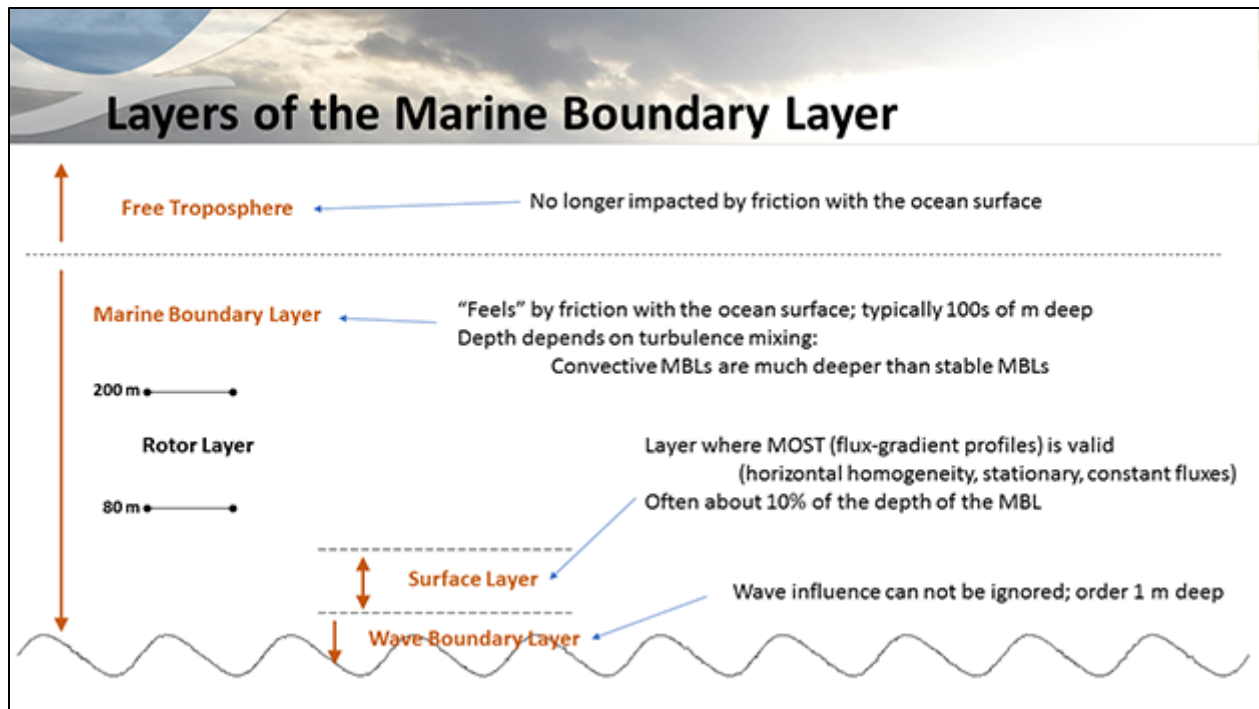 Layers of the Marine Boundary Layer
Free Troposphere
No longer impacted by friction with the ocean surface
Marine Boundary Layer
“Feels” by friction with the ocean surface; typically 100s of m deep
Depth depends on turbulence mixing:
Convective MBLs are much deeper than stable MBLs
200 m
Rotor Layer
80 m
Layer where MOST (flux-gradient profiles) is valid
(horizontal homogeneity, stationary, constant fluxes)
Often about 10% of the depth of the MBL
Surface Layer
Wave influence can not be ignored; order 1 m deep
Wave Boundary Layer